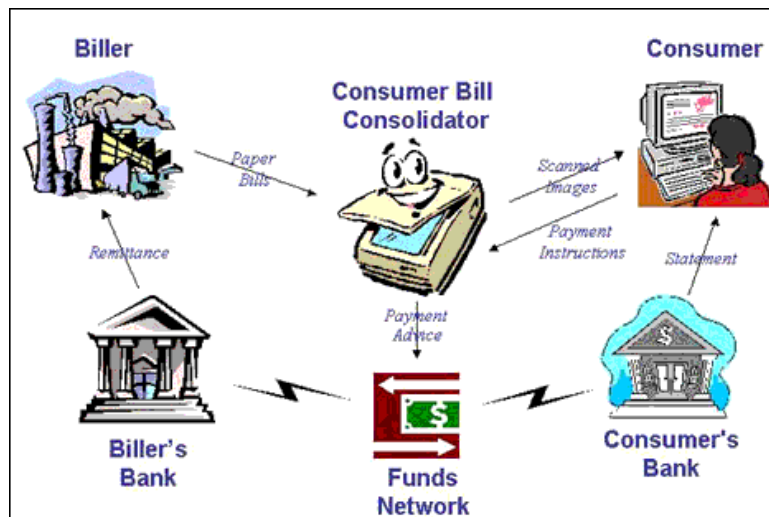 Biller
Consumer
Consumer Bill
Consolidator
Paper
Bills
Scanned
Images
Payment
Instructions
Remittance
Statement
Payment
Advice
$
$
Biller's
Bank
Funds
Network
Consumer's
Bank